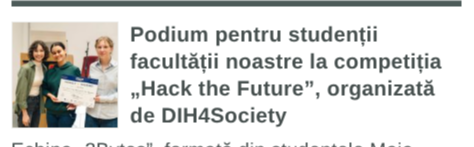 Podium pentru studenții
facultății noastre la competiția
„Hack the Future”, organizată
de DIH4Society